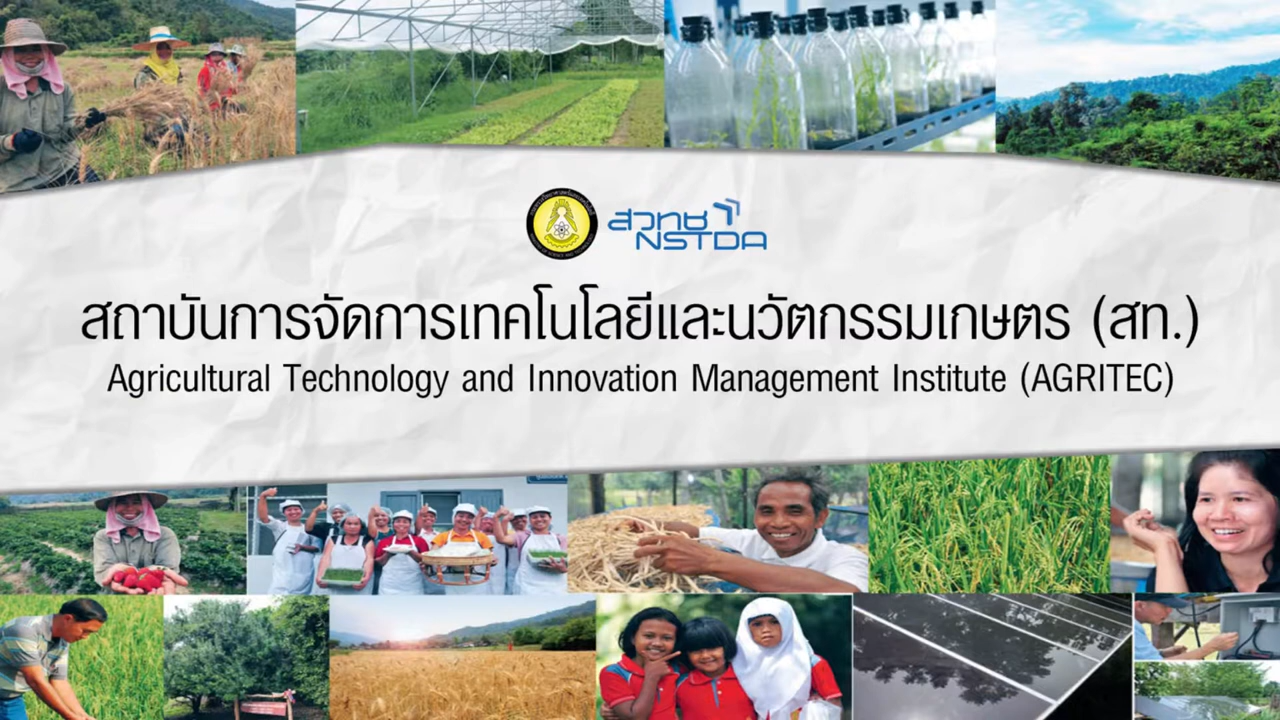 สวทช
NSTDA
สถาบันการจัดการเทคโนโลยีและนวัตกรรมเกษตร (สท.)
Agricultural Technology and Innovation Management Institute (AGRITEC)